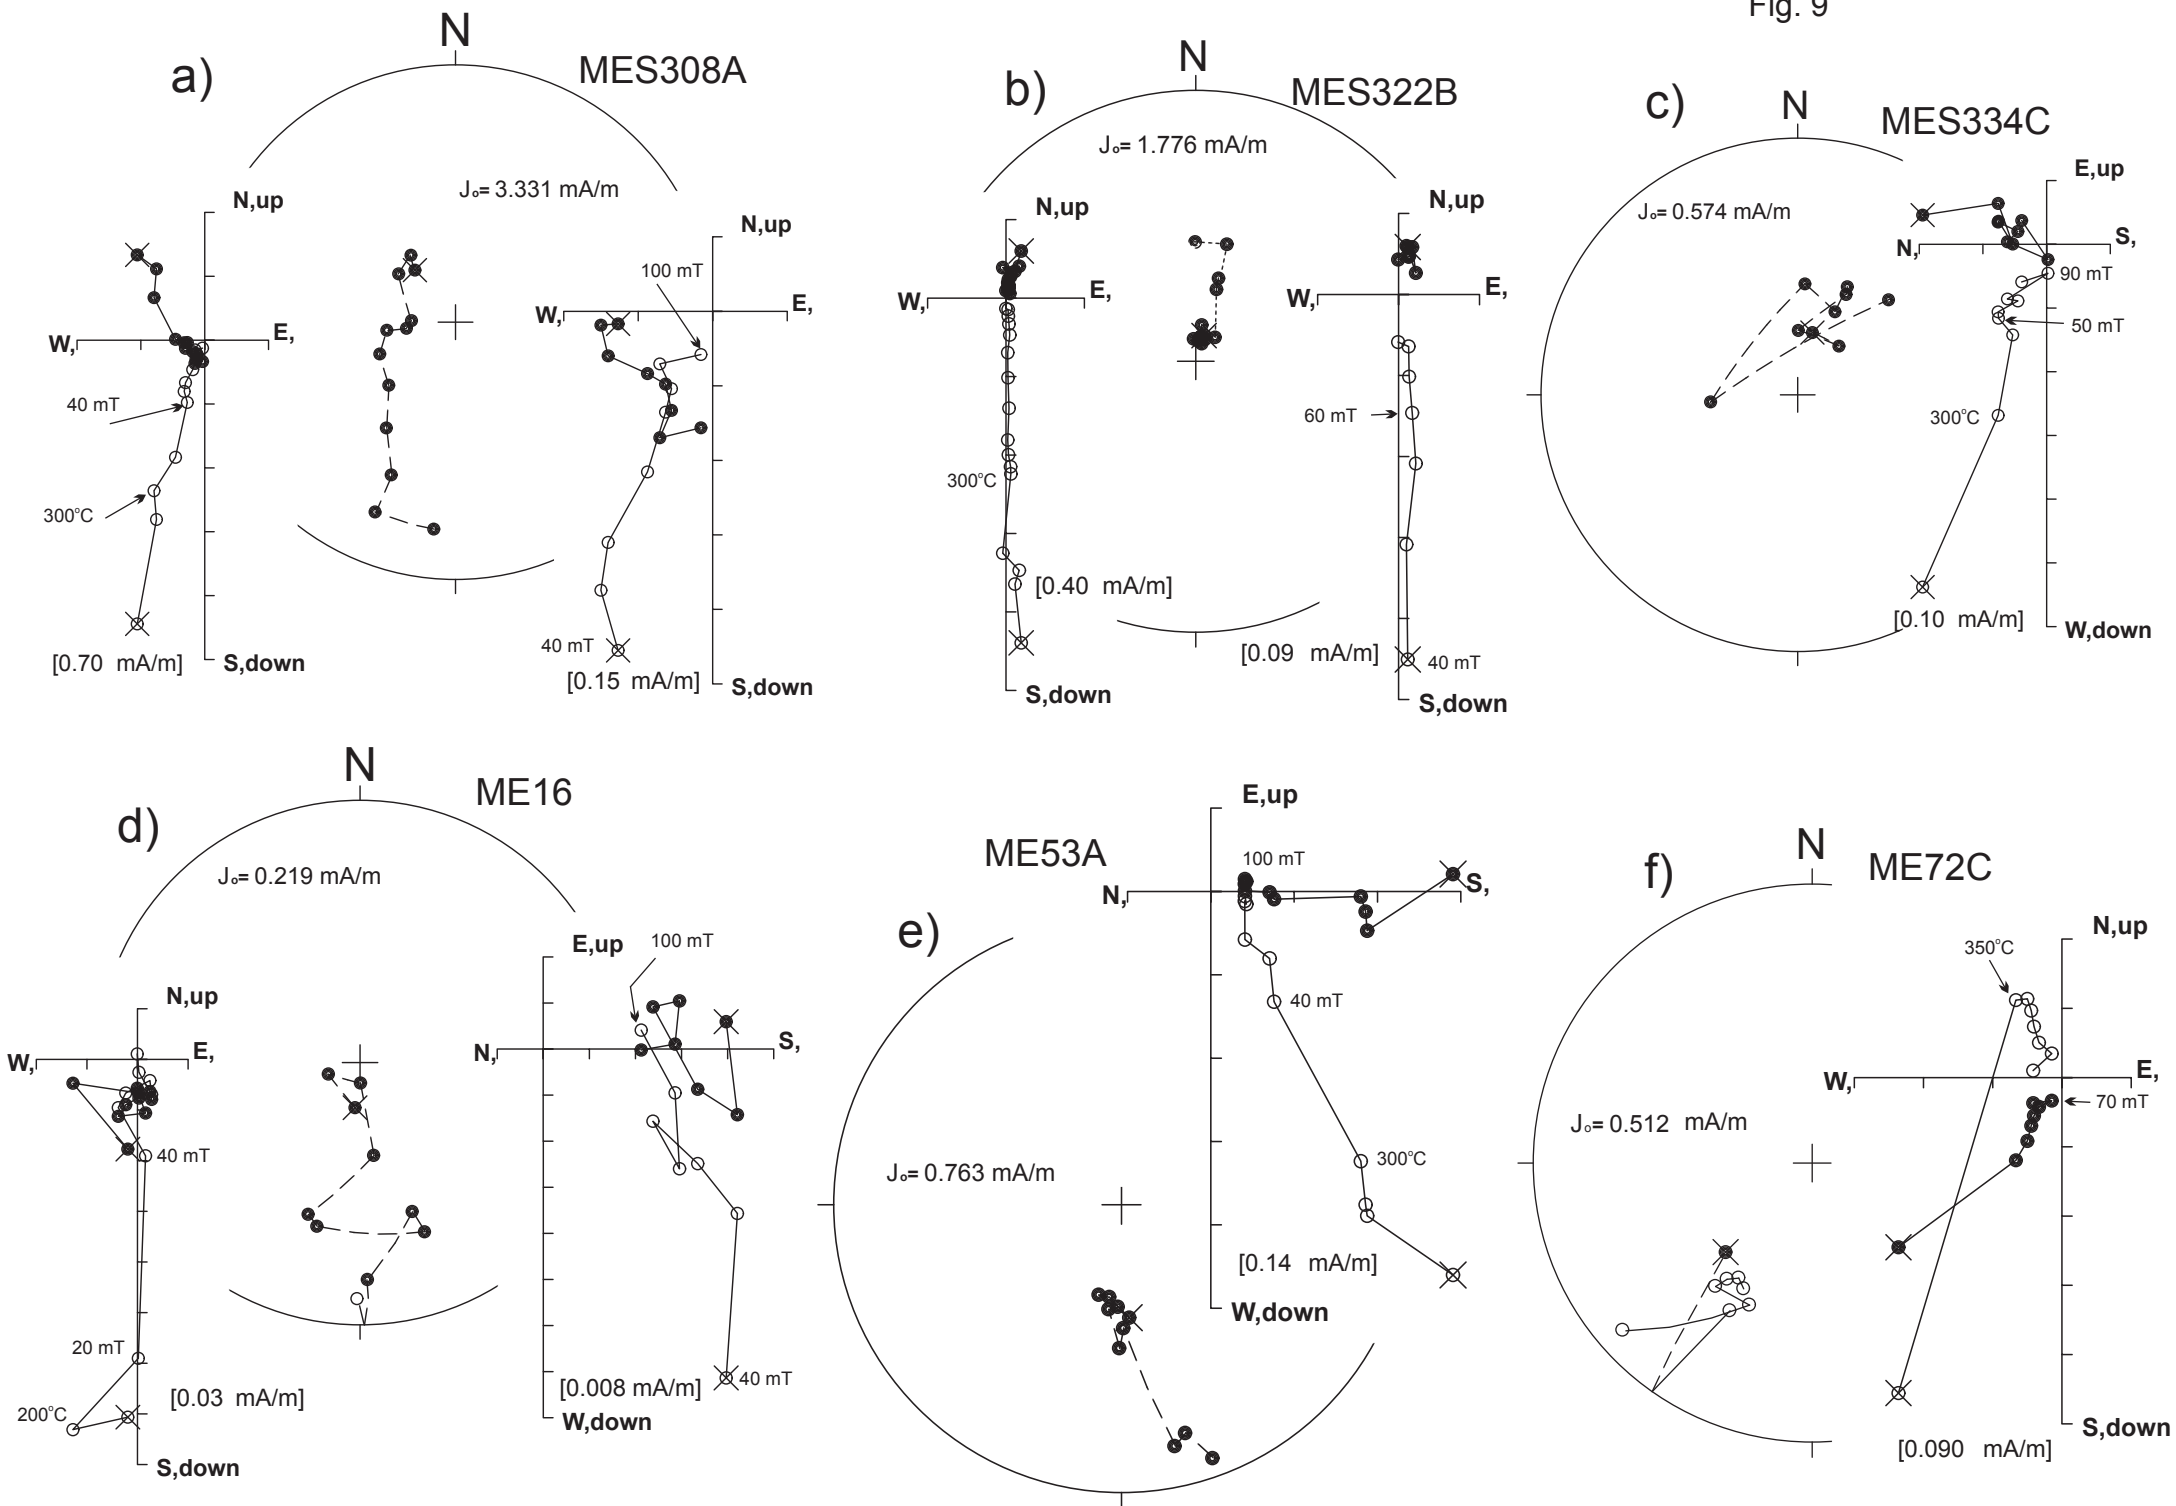 Fig. 9
a)
N
MES308A
J₀= 3.331 mA/m
N,up
W,
E,
40 mT
300°C
[0.70 mA/m]
S,down
N,up
100 mT
W,
E,
40 mT
[0.15 mA/m]
S,down
b)
N
MES322B
J₀= 1.776 mA/m
N,up
W,
E,
300°C
[0.40 mA/m]
S,down
N,up
W,
E,
60 mT
[0.09 mA/m]
40 mT
S,down
c)
N
MES334C
J₀= 0.574 mA/m
E,up
N,
S,
90 mT
50 mT
300°C
[0.10 mA/m]
W,down
d)
N
ME16
J₀= 0.219 mA/m
N,up
W,
E,
40 mT
20 mT
200°C
[0.03 mA/m]
S,down
E,up
100 mT
N,
S,
[0.008 mA/m]
40 mT
W,down
e)
ME53A
E,up
100 mT
N,
S,
40 mT
J₀= 0.763 mA/m
300°C
[0.14 mA/m]
W,down
f)
N
ME72C
N,up
350°C
W,
E,
70 mT
J₀= 0.512 mA/m
S,down
[0.090 mA/m]